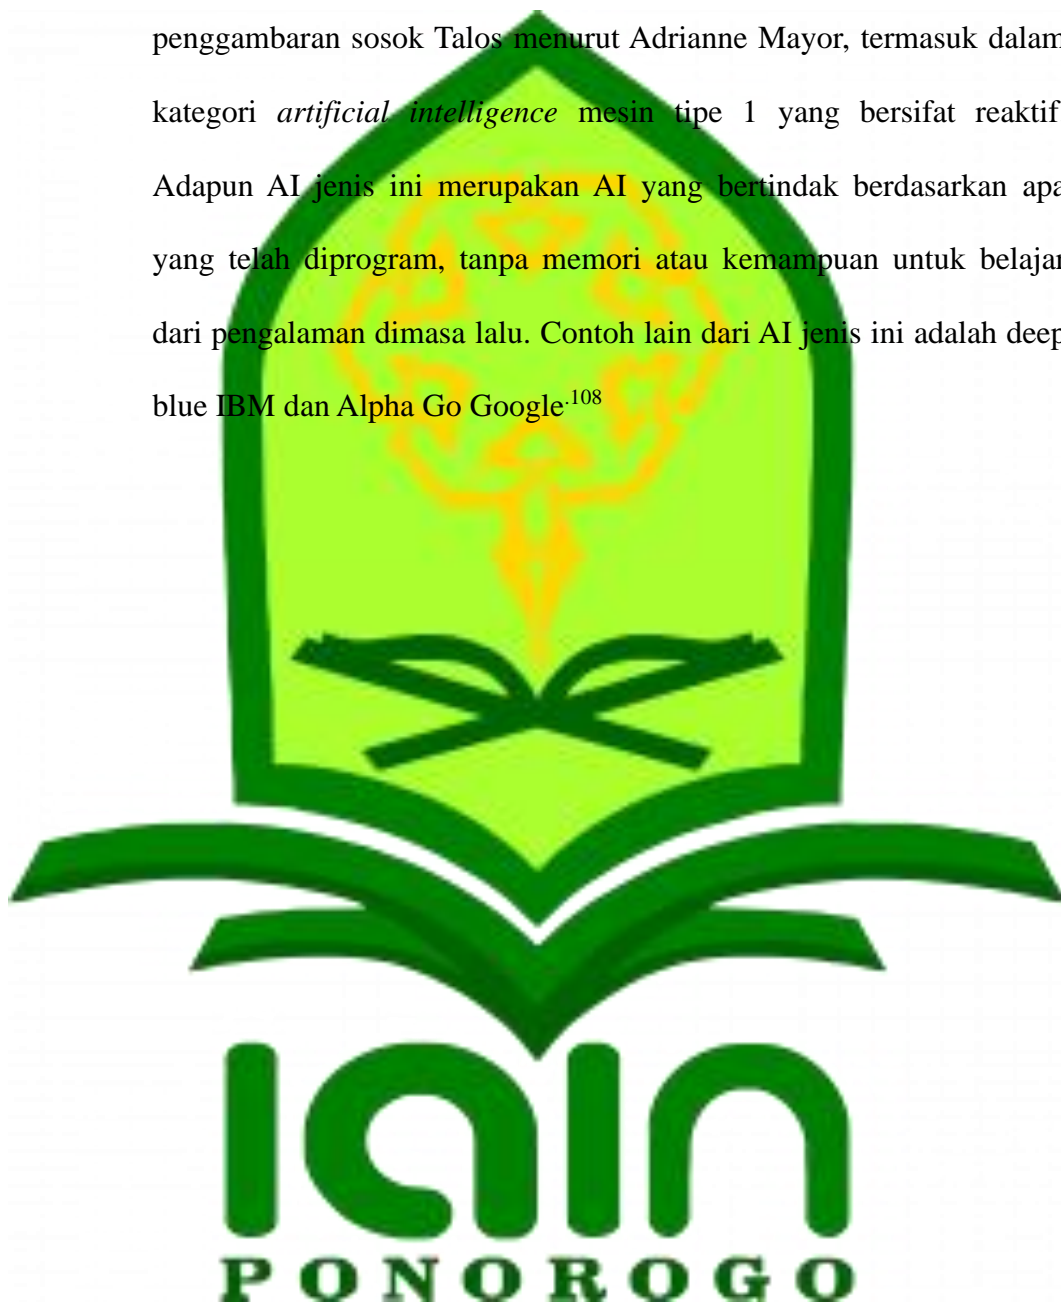 penggambaran sosok Talos menurut Adrianne Mayor, termasuk dalam
kategori artificial intelligence mesin tipe 1 yang bersifat reaktif
Adapun AI jenis ini merupakan AI yang bertindak berdasarkan apa
yang telah diprogram, tanpa memori atau kemampuan untuk belajar
dari pengalaman dimasa lalu. Contoh lain dari AI jenis ini adalah deep
blue IBM dan Alpha Go Google.108
iain
PONOROGO